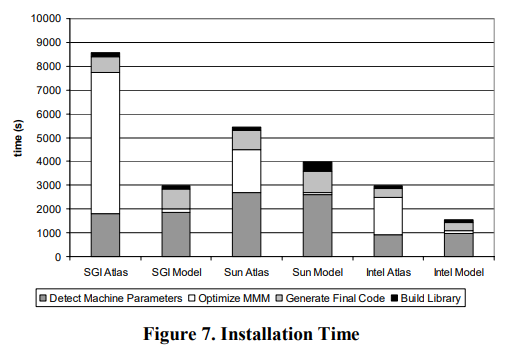 10000
9000
8000
7000
6000
5000
4000
3000
2000
1000
0
time (s)
SGI Atlas SGI Model Sun Atlas Sun Model Intel Atlas Intel Model
Detect Machine Parameters Optimize MMM Generate Final Code Build Library
Figure 7. Installation Time